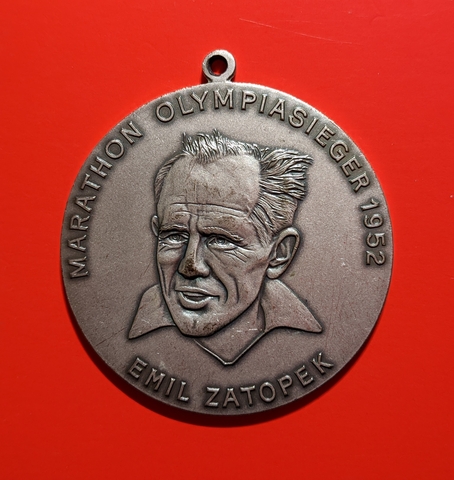 MARATHON OLYMPIASIEGER 1952
EMIL ZATOPEK